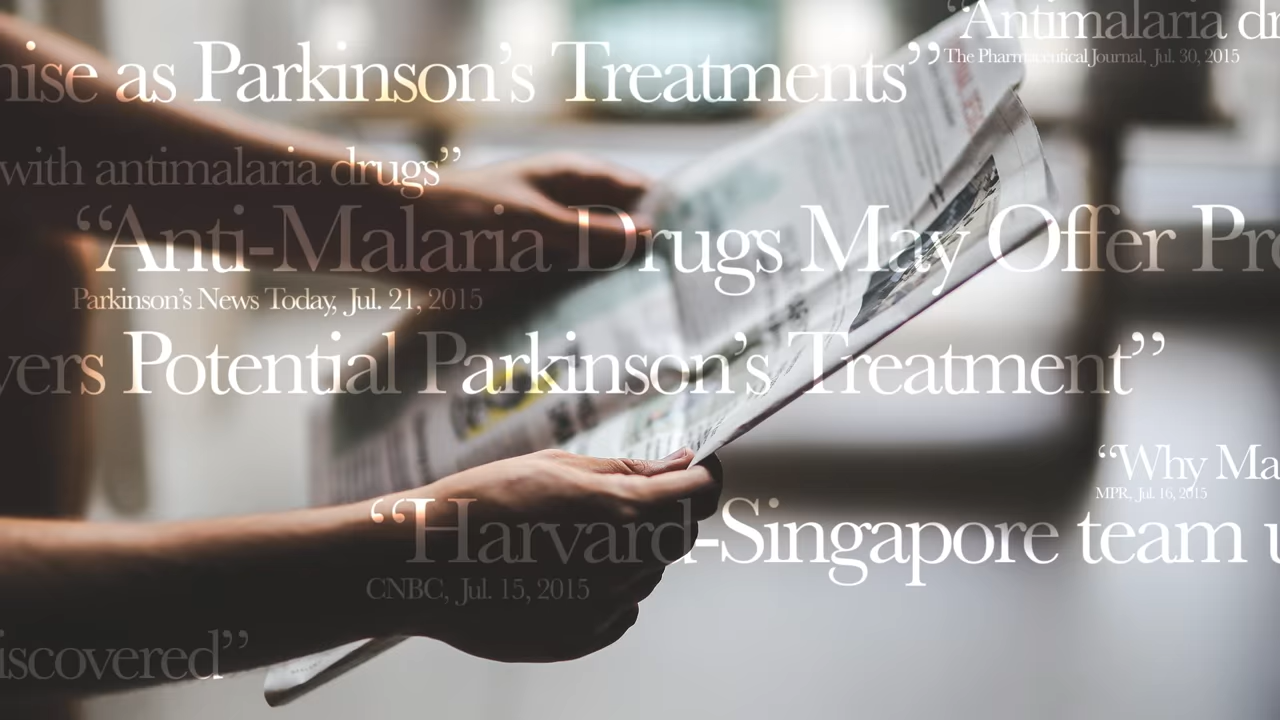 “Antimalaria dr
The Pharmaceutical Journal, Jul. 30, 2015
nise as Parkinson’s Treatments”
with antimalaria drugs”
“Anti-Malaria Drugs May Offer Pro
Parkinson’s News Today, Jul. 21, 2015
vers Potential Parkinson’s Treatment”
“Why Ma
MPR, Jul. 16, 2015
“Harvard-Singapore team u
CNBC, Jul. 15, 2015
iscovered”